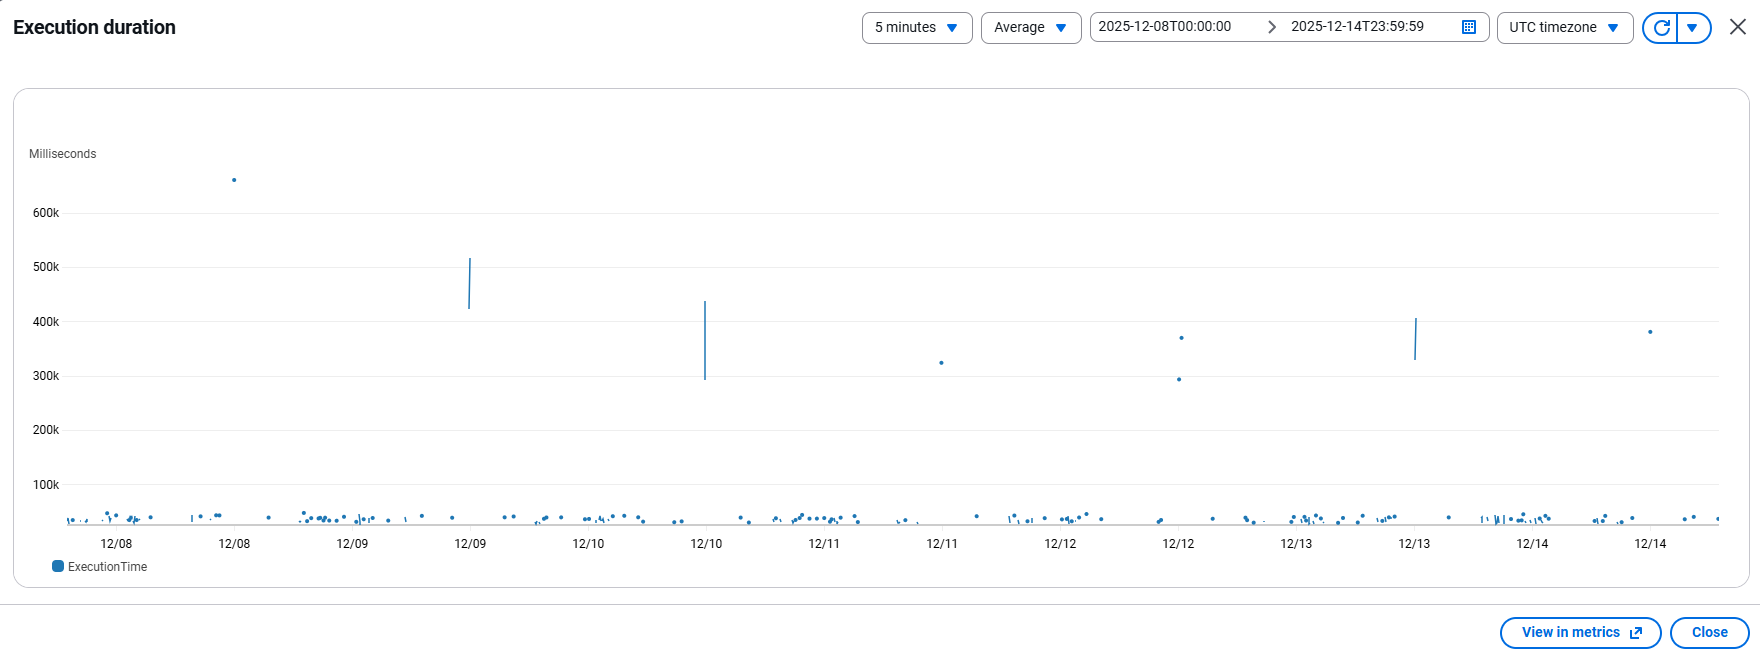 Execution duration
5 minutes
Average
2025-12-08T00:00:00
2025-12-14T23:59:59
UTC timezone
Milliseconds
600k
500k
400k
300k
200k
100k
12/08 12/08 12/09 12/09 12/10 12/10 12/11 12/11 12/12 12/12 12/13 12/13 12/14 12/14
ExecutionTime
View in metrics
Close